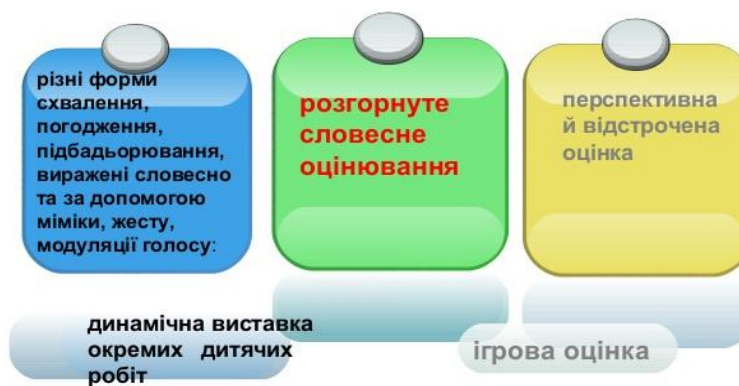 різні форми
схвалення,
погодження,
підбадьорювання,
виражені словесно
та за допомогою
міміки, жесту,
модуляції голосу:
розгорнуте
словесне
оцінювання
перспективна
й відстрочена
оцінка
динамічна виставка
окремих дитячих
робіт
ігрова оцінка